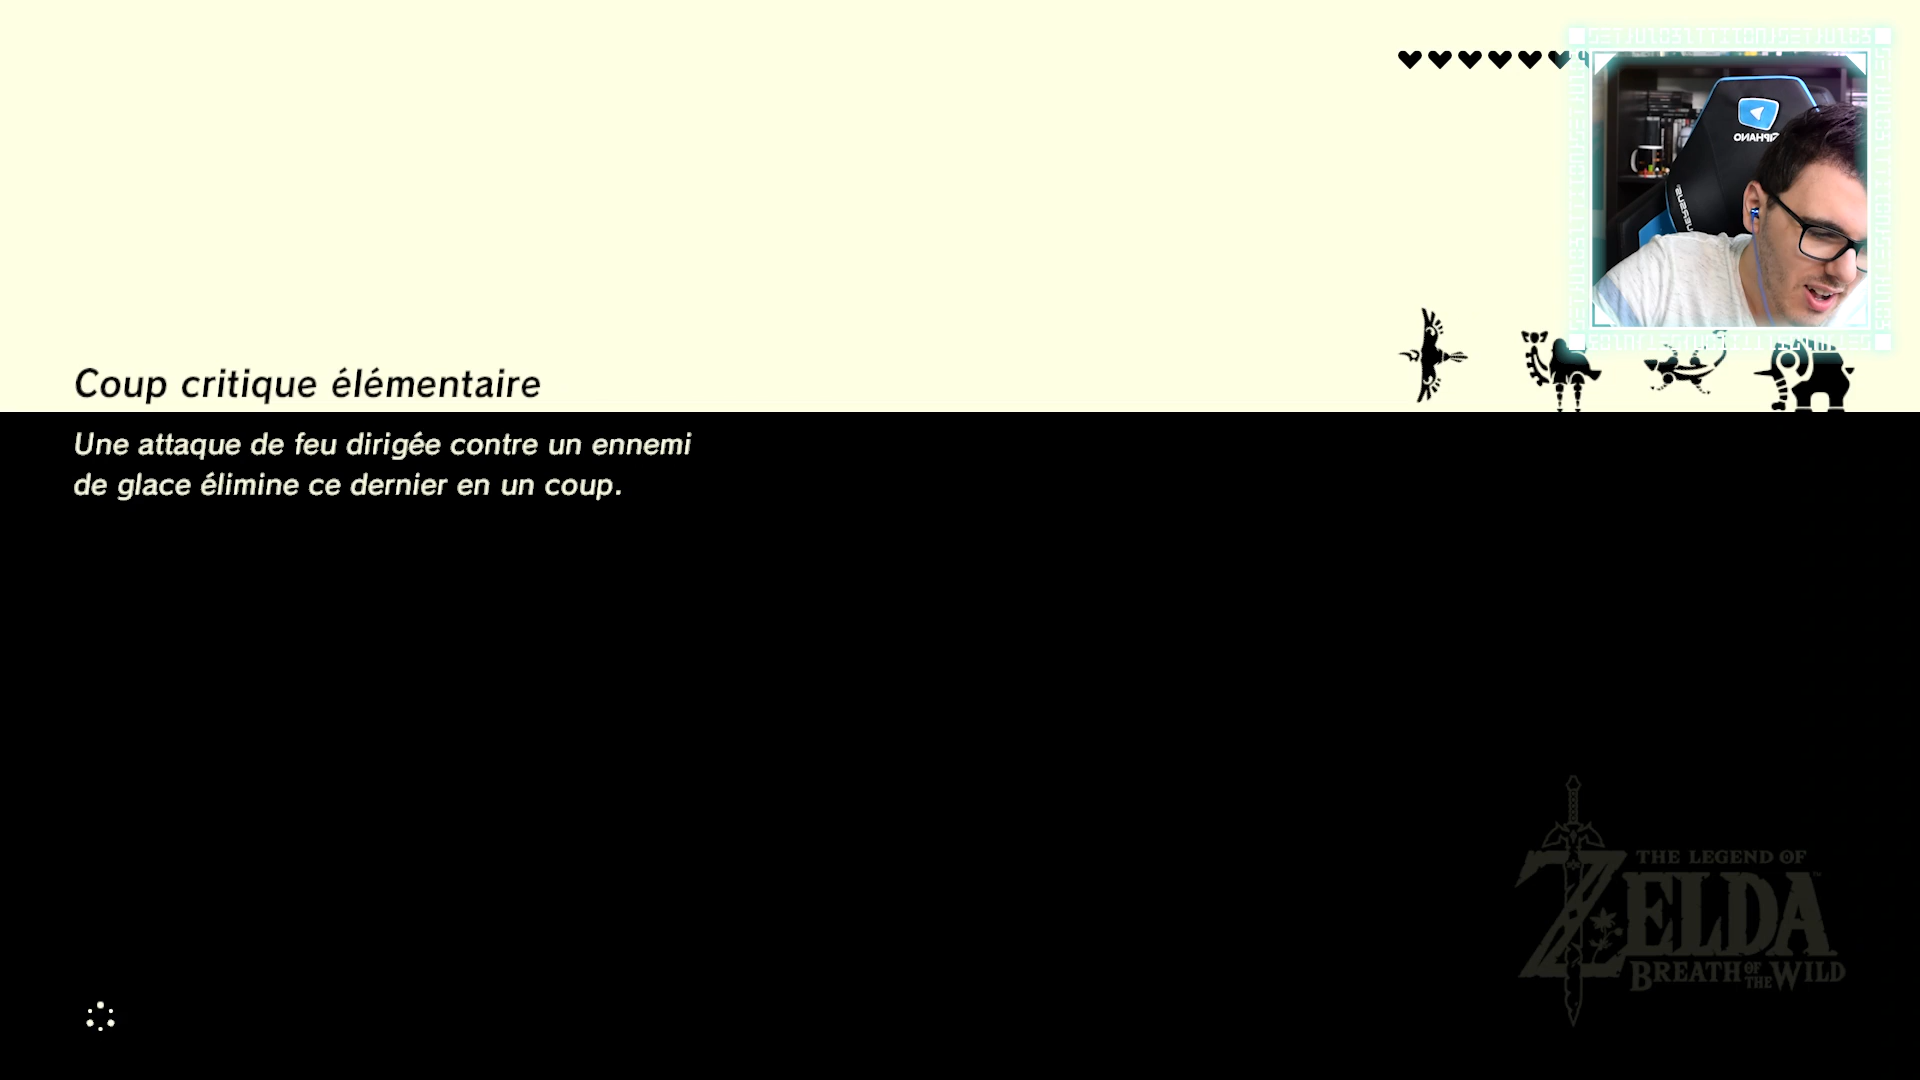 Coup critique élémentaire
Une attaque de feu dirigée contre un ennemi
de glace élimine ce dernier en un coup.
THE LEGEND OF
ZELDA
BREATH OF THE WILD